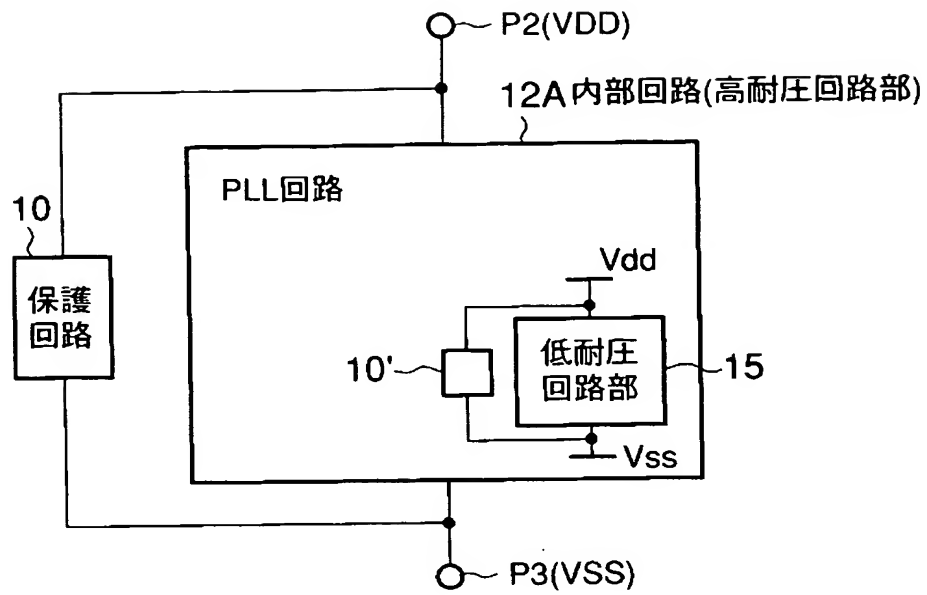 P2(VDD)
12A 内部回路(高耐圧回路部)
PLL回路
10
保護
回路
Vdd
10'
低耐圧
回路部
15
Vss
P3(VSS)